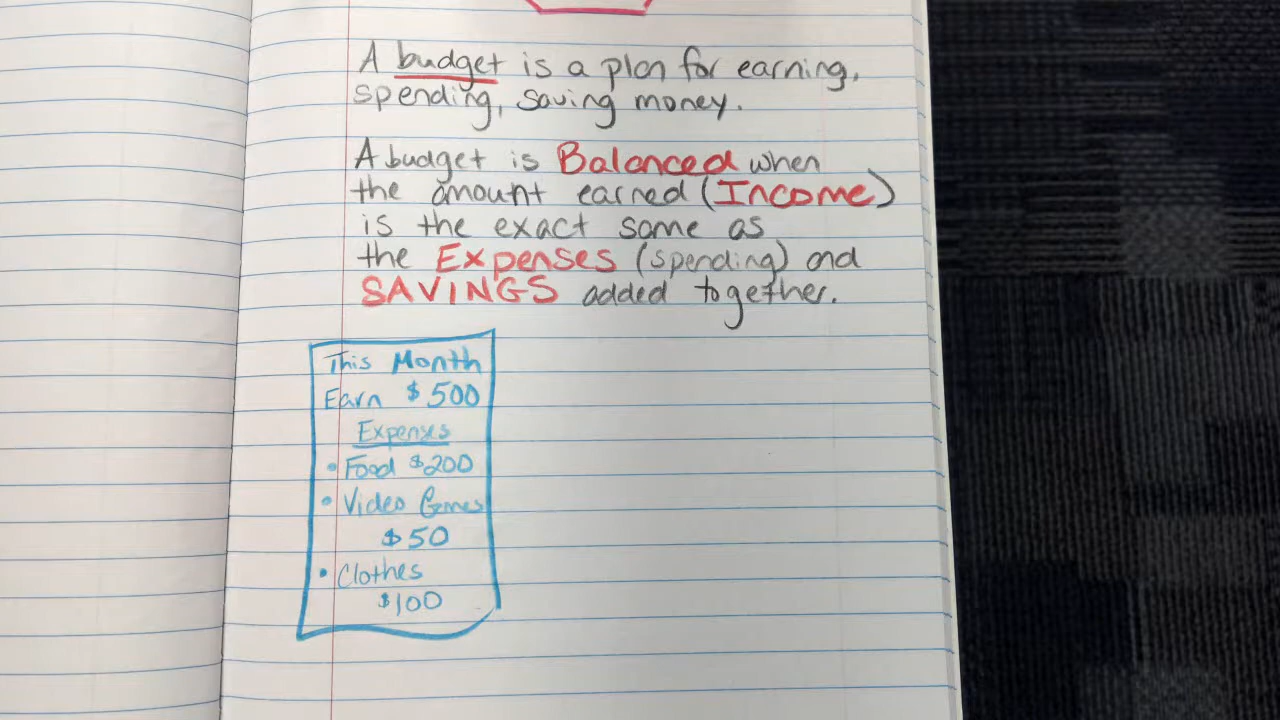 A budget is a plan for earning,
spending, saving money.
A budget is Balanced when
the amount earned (Income)
is the exact same as
the Expenses (spending) and
SAVINGS added together.
This Month
Earn $500
Expenses
• Food $200
• Video Games
$50
• Clothes
$100